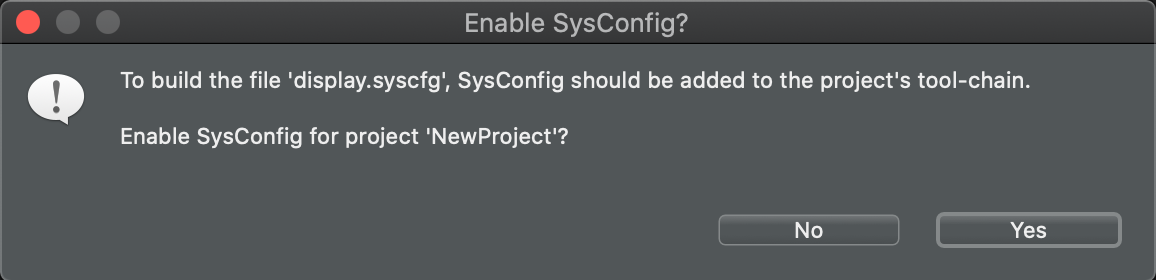 Enable SysConfig?
To build the file 'display.syscfg', SysConfig should be added to the project's tool-chain.
Enable SysConfig for project 'NewProject'?
No
Yes